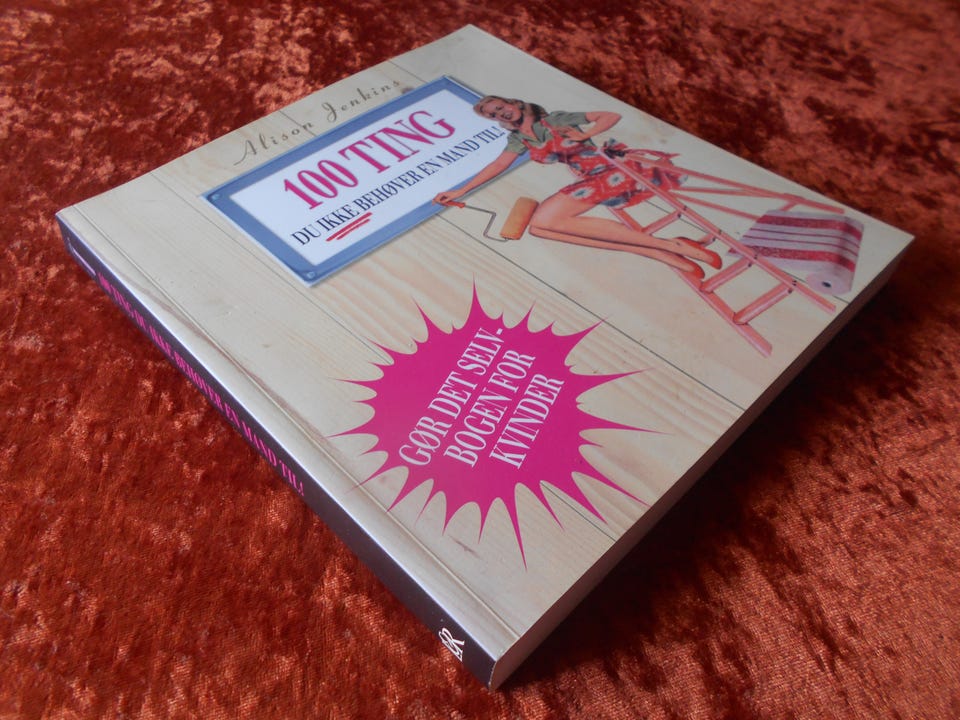 Alison Jenkins
100 TING
DU IKKE BEHØVER EN MAND TIL!
GØR DET SELV-
BOGEN FOR
KVINDER
100 TING DU IKKE BEHØVER EN MAND TIL!